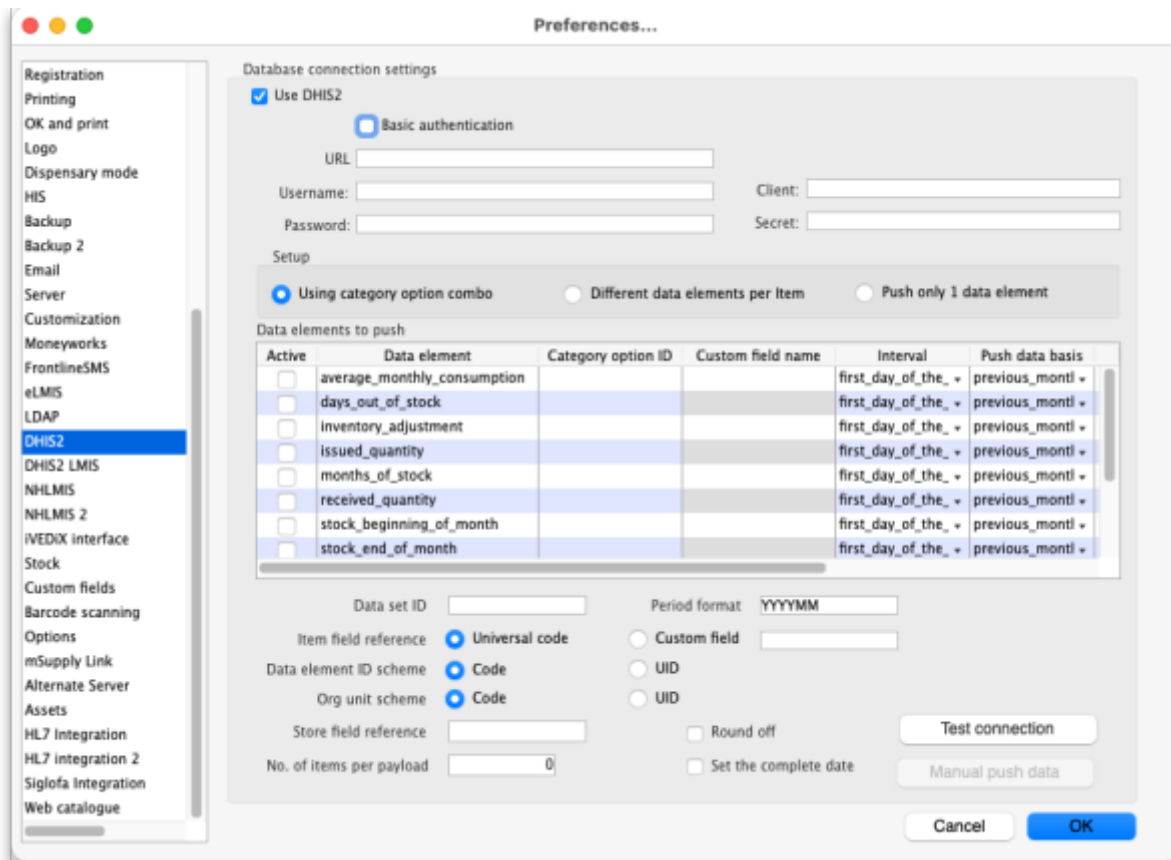 Preferences...
Registration
Printing
OK and print
Logo
Dispensary mode
HIS
Backup
Backup 2
Email
Server
Customization
Moneyworks
FrontlineSMS
eLMIS
LDAP
DHIS2
DHIS2 LMIS
NHLMIS
NHLMIS 2
iVEDiX interface
Stock
Custom fields
Barcode scanning
Options
mSupply Link
Alternate Server
Assets
HL7 Integration
HL7 integration 2
Siglofa Integration
Web catalogue
Database connection settings
Use DHIS2
Basic authentication
URL
Username: Client:
Password: Secret:
Setup
Using category option combo Different data elements per Item Push only 1 data element
Data elements to push
Active Data element Category option ID Custom field name Interval Push data basis
average_monthly_consumption first_day_of_the_ previous_montl
days_out_of_stock first_day_of_the_ previous_montl
inventory_adjustment first_day_of_the_ previous_montl
issued_quantity first_day_of_the_ previous_montl
months_of_stock first_day_of_the_ previous_montl
received_quantity first_day_of_the_ previous_montl
stock_beginning_of_month first_day_of_the_ previous_montl
stock_end_of_month first_day_of_the_ previous_montl
Data set ID Period format YYYYMM
Item field reference Universal code Custom field
Data element ID scheme Code UID
Org unit scheme Code UID
Store field reference Round off Test connection
No. of items per payload 0 Set the complete date Manual push data
Cancel OK